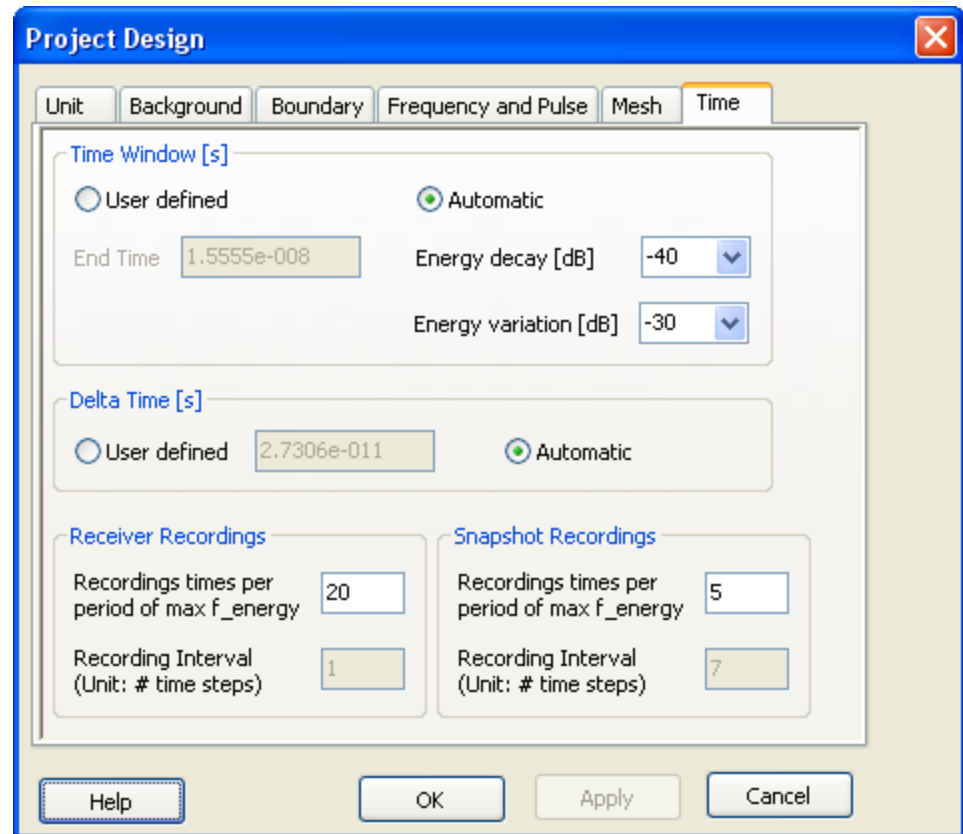 Project Design
Unit Background Boundary Frequency and Pulse Mesh Time
Time Window [s]
User defined Automatic
End Time 1.5555e-008 Energy decay [dB] -40
Energy variation [dB] -30
Delta Time [s]
User defined 2.7306e-011 Automatic
Receiver Recordings
Recordings times per
period of max f_energy
20
Recording Interval
(Unit: # time steps)
1
Snapshot Recordings
Recordings times per
period of max f_energy
5
Recording Interval
(Unit: # time steps)
7
Help OK Apply Cancel